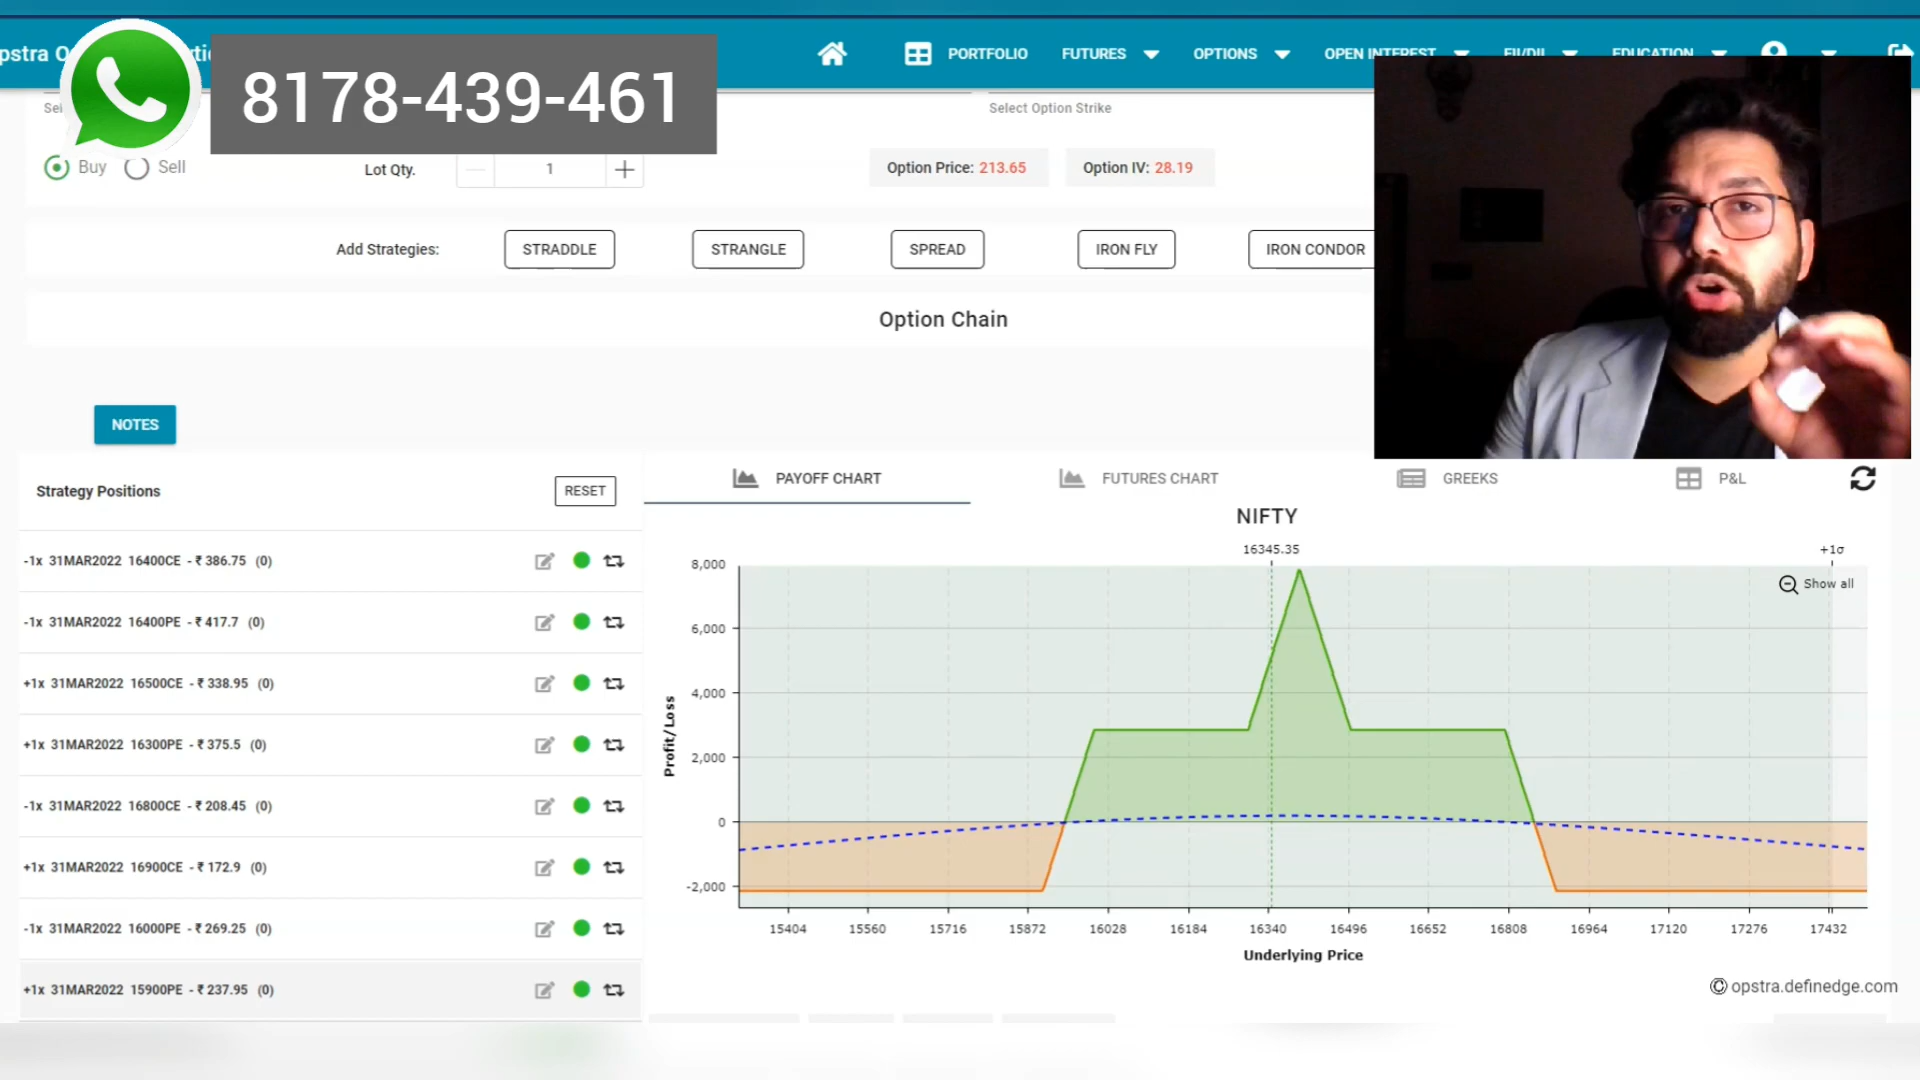 8178-439-461
PORTFOLIO
FUTURES
OPTIONS
OPEN INTEREST
EDUCATION
Select Option Strike
Buy
Sell
Lot Qty.
1
Option Price: 213.65
Option IV: 28.19
Add Strategies:
STRADDLE
STRANGLE
SPREAD
IRON FLY
IRON CONDOR
Option Chain
NOTES
Strategy Positions
RESET
-1x 31MAR2022 16400CE - ₹ 386.75 (0)
-1x 31MAR2022 16400PE - ₹ 417.7 (0)
+1x 31MAR2022 16500CE - ₹ 338.95 (0)
+1x 31MAR2022 16300PE - ₹ 375.5 (0)
-1x 31MAR2022 16800CE - ₹ 208.45 (0)
+1x 31MAR2022 16900CE - ₹ 172.9 (0)
-1x 31MAR2022 16000PE - ₹ 269.25 (0)
+1x 31MAR2022 15900PE - ₹ 237.95 (0)
PAYOFF CHART
FUTURES CHART
GREEKS
P&L
NIFTY
16345.35
+1σ
Show all
8,000
6,000
4,000
2,000
0
-2,000
Profit/Loss
15404 15560 15716 15872 16028 16184 16340 16496 16652 16808 16964 17120 17276 17432
Underlying Price
© opstra.definedge.com